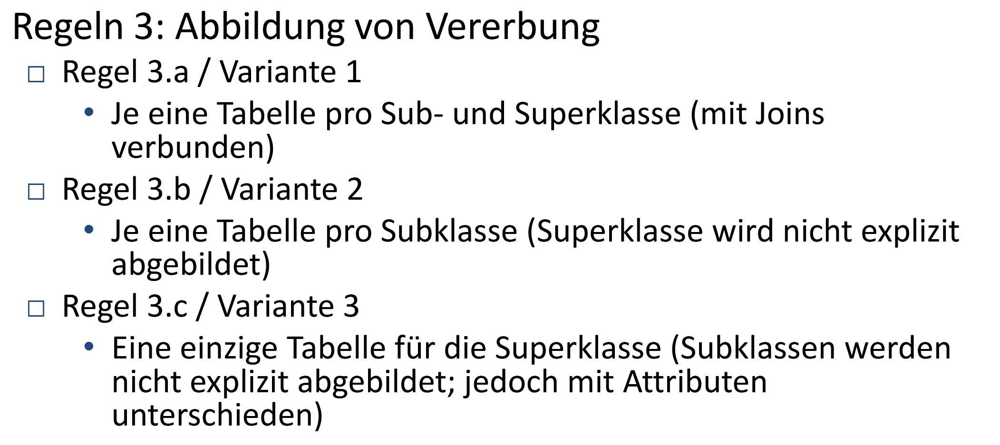 Regeln 3: Abbildung von Vererbung
Regel 3.a / Variante 1
Je eine Tabelle pro Sub- und Superklasse (mit Joins
verbunden)
Regel 3.b / Variante 2
Je eine Tabelle pro Subklasse (Superklasse wird nicht explizit
abgebildet)
Regel 3.c / Variante 3
Eine einzige Tabelle für die Superklasse (Subklassen werden
nicht explizit abgebildet; jedoch mit Attributen
unterschieden)